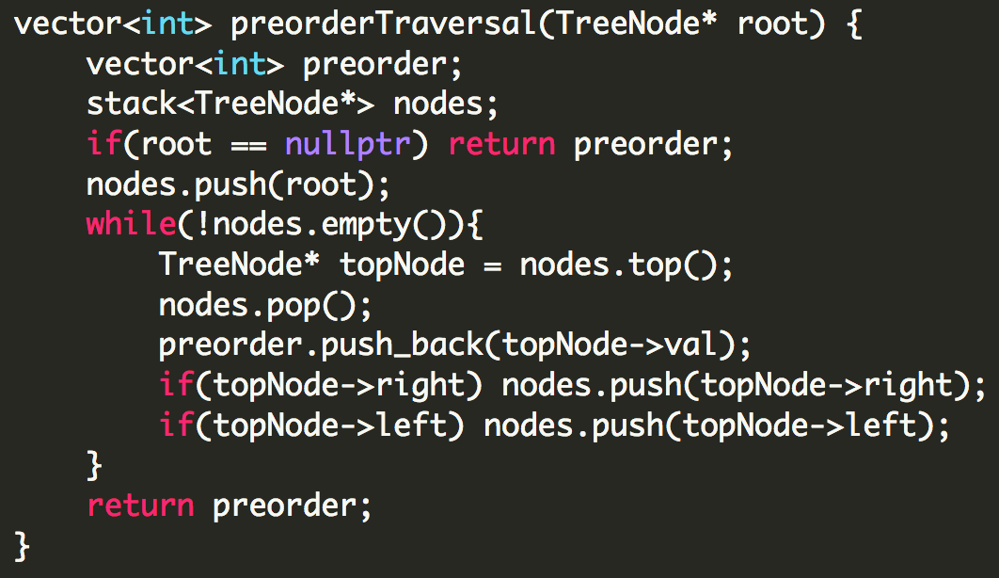 vector<int> preorderTraversal(TreeNode* root) {
    vector<int> preorder;
    stack<TreeNode*> nodes;
    if(root == nullptr) return preorder;
    nodes.push(root);
    while(!nodes.empty()){
        TreeNode* topNode = nodes.top();
        nodes.pop();
        preorder.push_back(topNode->val);
        if(topNode->right) nodes.push(topNode->right);
        if(topNode->left) nodes.push(topNode->left);
    }
    return preorder;
}